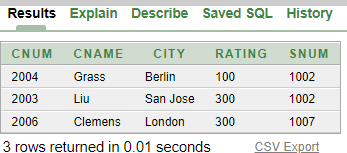 Results Explain Describe Saved SQL History
CNUM CNAME CITY RATING SNUM
2004 Grass Berlin 100 1002
2003 Liu San Jose 300 1002
2006 Clemens London 300 1007
3 rows returned in 0.01 seconds CSV Export